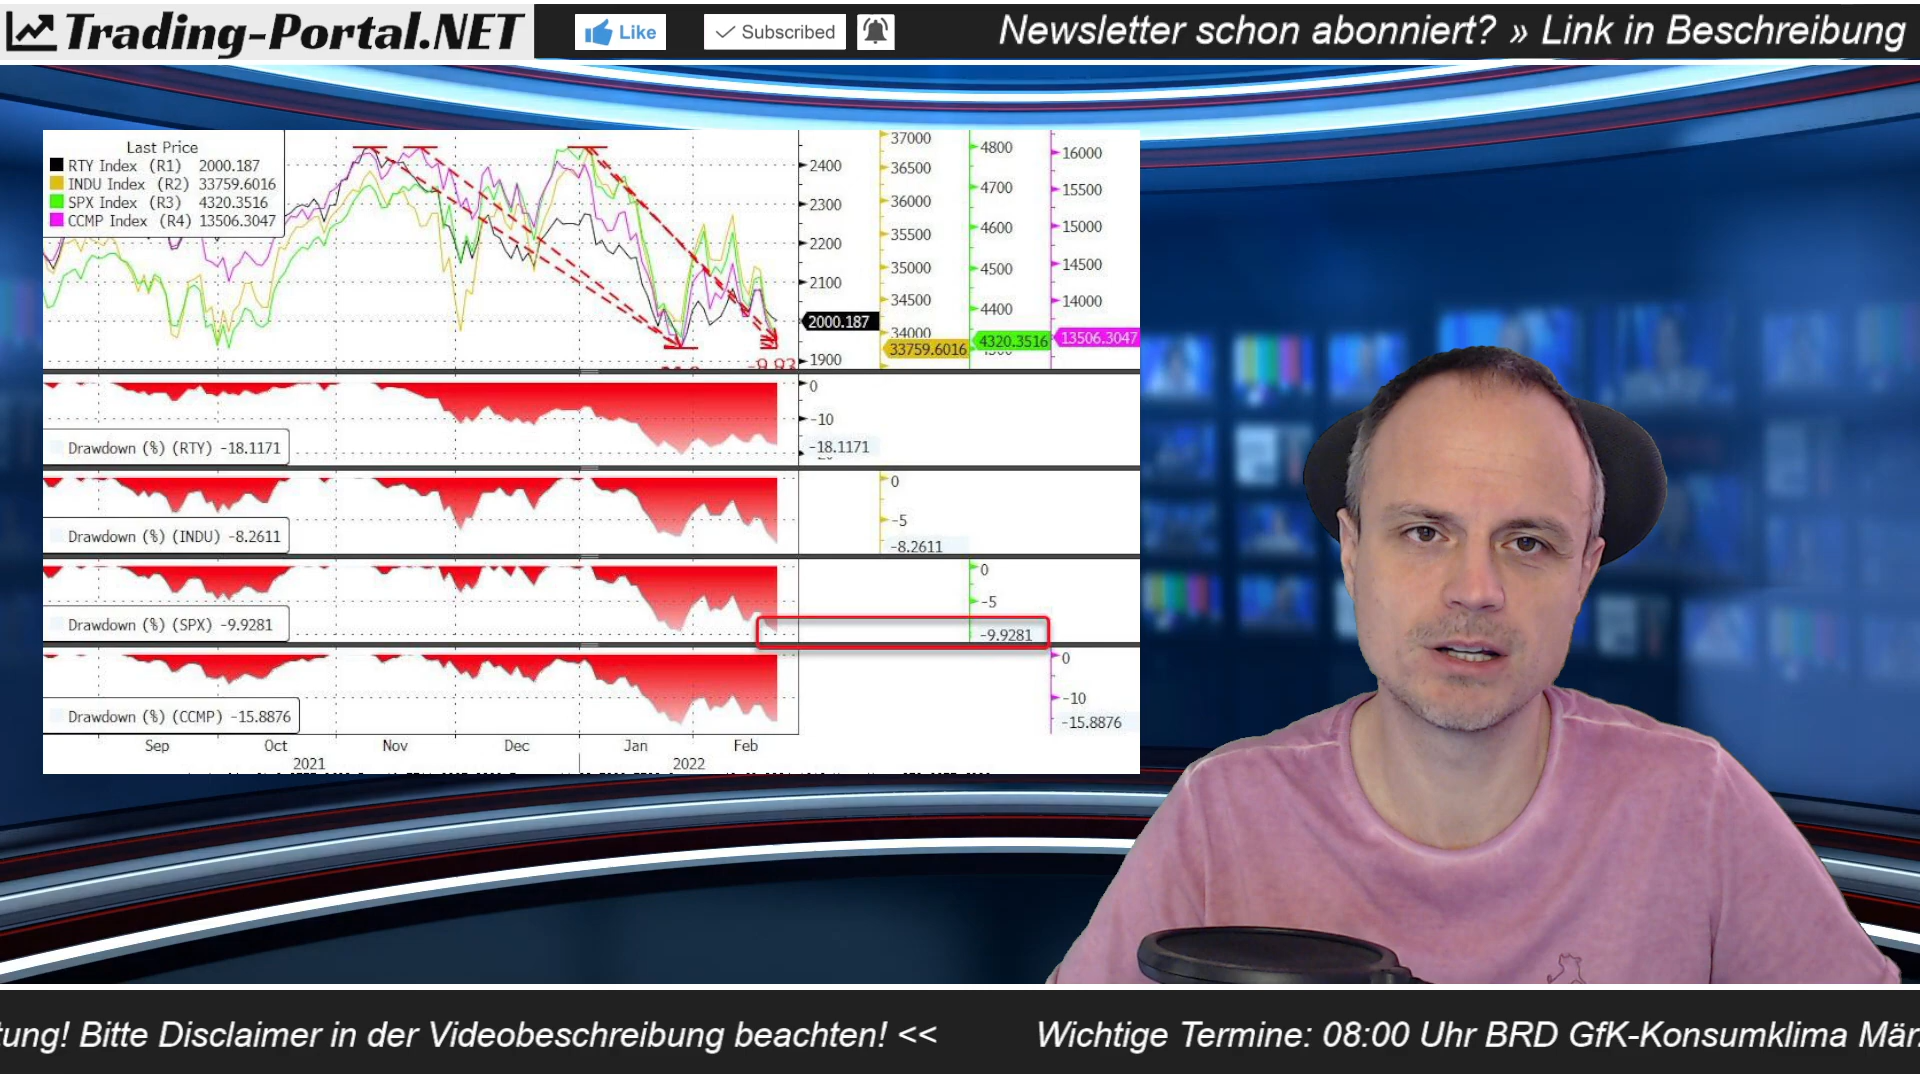 Trading-Portal.NET
Like
Subscribed
Newsletter schon abonniert? » Link in Beschreibung
Last Price
RTY Index (R1) 2000.187
INDU Index (R2) 33759.6016
SPX Index (R3) 4320.3516
CCMP Index (R4) 13506.3047
2400
2300
2200
2100
2000.187
1900
37000
36500
36000
35500
35000
34500
34000
33759.6016
4800
4700
4600
4500
4400
4320.3516
16000
15500
15000
14500
14000
13506.3047
-9.93
0
-10
-18.1171
Drawdown (%) (RTY) -18.1171
0
-5
-8.2611
Drawdown (%) (INDU) -8.2611
0
-5
-9.9281
Drawdown (%) (SPX) -9.9281
0
-10
-15.8876
Drawdown (%) (CCMP) -15.8876
Sep Oct Nov Dec Jan Feb
2021 2022
tung! Bitte Disclaimer in der Videobeschreibung beachten! << Wichtige Termine: 08:00 Uhr BRD GfK-Konsumklima Mär